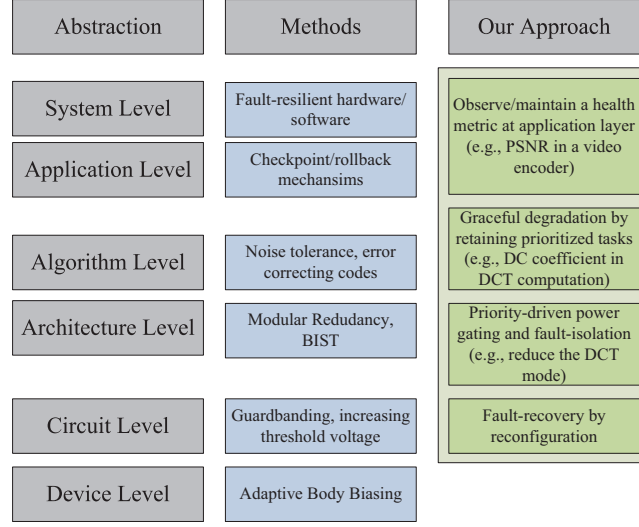 Abstraction
Methods
Our Approach
System Level
Fault-resilient hardware/
software
Observe/maintain a health
metric at application layer
(e.g., PSNR in a video
encoder)
Application Level
Checkpoint/rollback
mechansims
Algorithm Level
Noise tolerance, error
correcting codes
Graceful degradation by
retaining prioritized tasks
(e.g., DC coefficient in
DCT computation)
Architecture Level
Modular Redudancy,
BIST
Priority-driven power
gating and fault-isolation
(e.g., reduce the DCT
mode)
Circuit Level
Guardbanding, increasing
threshold voltage
Fault-recovery by
reconfiguration
Device Level
Adaptive Body Biasing